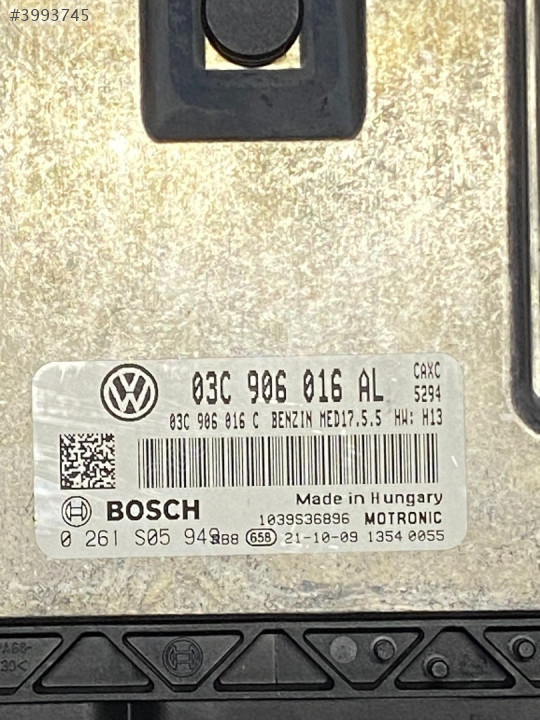 #3993745
03C 906 016 AL
CAXC
5294
03C 906 016 C BENZIN MED17.5.5 HW: H13
BOSCH
Made in Hungary
1039S36896 MOTRONIC
0 261 S05 949
658 21-10-09 1354 0055